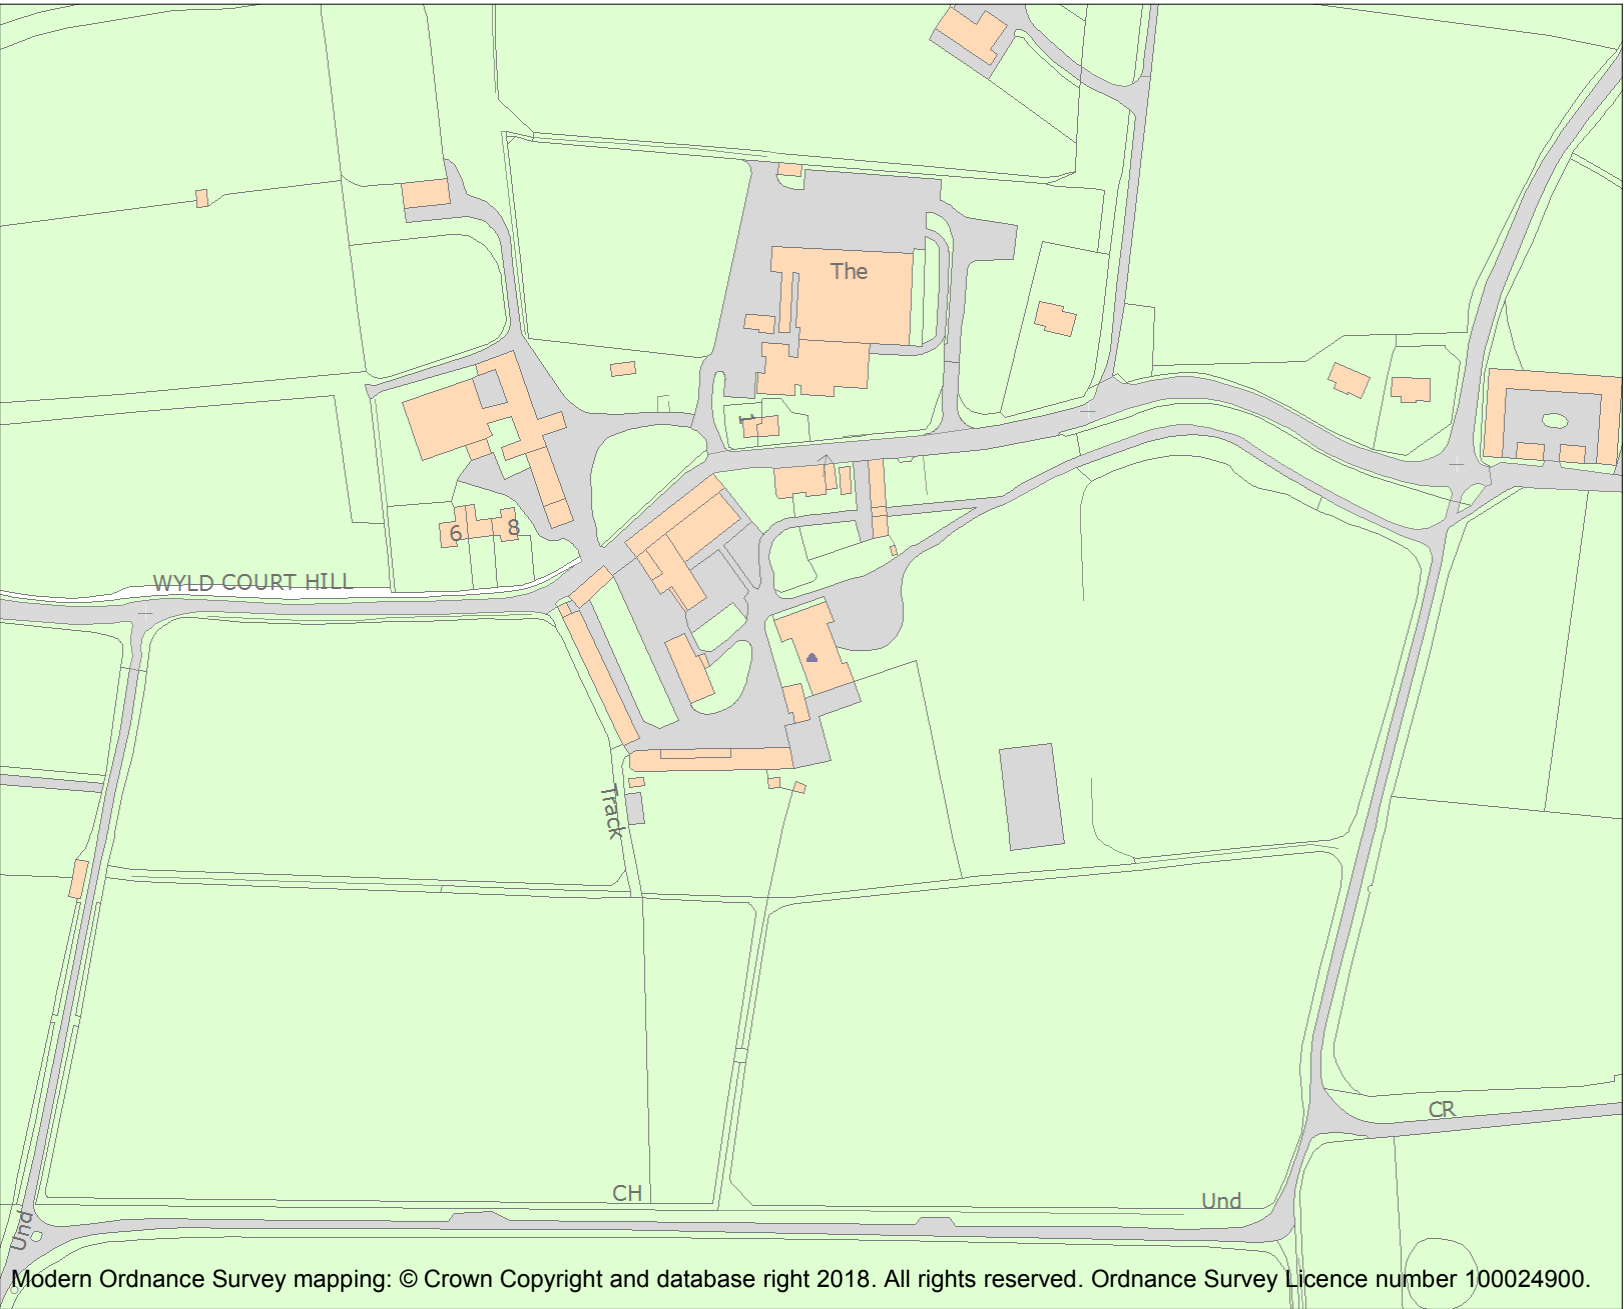 The
1
6
8
WYLD COURT HILL
Track
CR
CH
Und
Und
Modern Ordnance Survey mapping: © Crown Copyright and database right 2018. All rights reserved. Ordnance Survey Licence number 100024900.